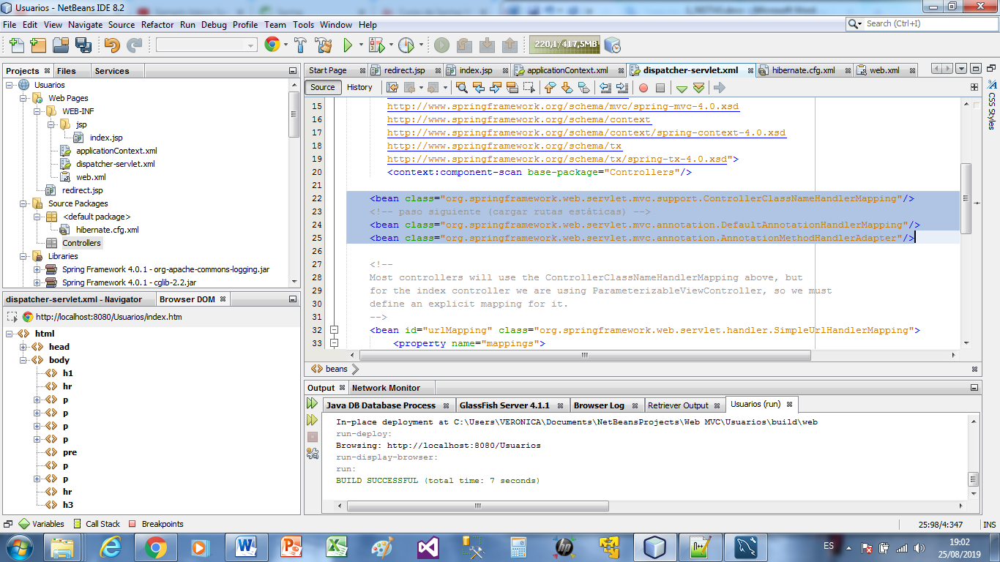 Usuarios - NetBeans IDE 8.2
File Edit View Navigate Source Refactor Run Debug Profile Team Tools Window Help
Search (Ctrl+I)
220,1/417,5MB
Projects Files Services
Usuarios
Web Pages
WEB-INF
jsp
index.jsp
applicationContext.xml
dispatcher-servlet.xml
web.xml
redirect.jsp
Source Packages
<default package>
hibernate.cfg.xml
Controllers
Libraries
Spring Framework 4.0.1 - org-apache-commons-logging.jar
Spring Framework 4.0.1 - cglib-2.2.jar
dispatcher-servlet.xml - Navigator Browser DOM
http://localhost:8080/Usuarios/index.htm
html
head
body
h1
hr
p
p
p
p
pre
p
p
hr
h3
Start Page redirect.jsp index.jsp applicationContext.xml dispatcher-servlet.xml hibernate.cfg.xml web.xml
Source History
15 http://www.springframework.org/schema/mvc/spring-mvc-4.0.xsd
16 http://www.springframework.org/schema/context
17 http://www.springframework.org/schema/context/spring-context-4.0.xsd
18 http://www.springframework.org/schema/tx
19 http://www.springframework.org/schema/tx/spring-tx-4.0.xsd">
20 <context:component-scan base-package="Controllers"/>
21
22 <bean class="org.springframework.web.servlet.mvc.support.ControllerClassNameHandlerMapping"/>
23 <!-- paso siguiente (cargar rutas estáticas) -->
24 <bean class="org.springframework.web.servlet.mvc.annotation.DefaultAnnotationHandlerMapping"/>
25 <bean class="org.springframework.web.servlet.mvc.annotation.AnnotationMethodHandlerAdapter"/>
26
27 <!--
28 Most controllers will use the ControllerClassNameHandlerMapping above, but
29 for the index controller we are using ParameterizableViewController, so we must
30 define an explicit mapping for it.
31 -->
32 <bean id="urlMapping" class="org.springframework.web.servlet.handler.SimpleUrlHandlerMapping">
33 <property name="mappings">
beans
CSS Styles
Output Network Monitor
Java DB Database Process GlassFish Server 4.1.1 Browser Log Retriever Output Usuarios (run)
In-place deployment at C:\Users\VERONICA\Documents\NetBeansProjects\Web MVC\Usuarios\build\web
run-deploy:
Browsing: http://localhost:8080/Usuarios
run-display-browser:
run:
BUILD SUCCESSFUL (total time: 7 seconds)
Variables Call Stack Breakpoints
25:98/4:347 INS
ES
19:02
25/08/2019